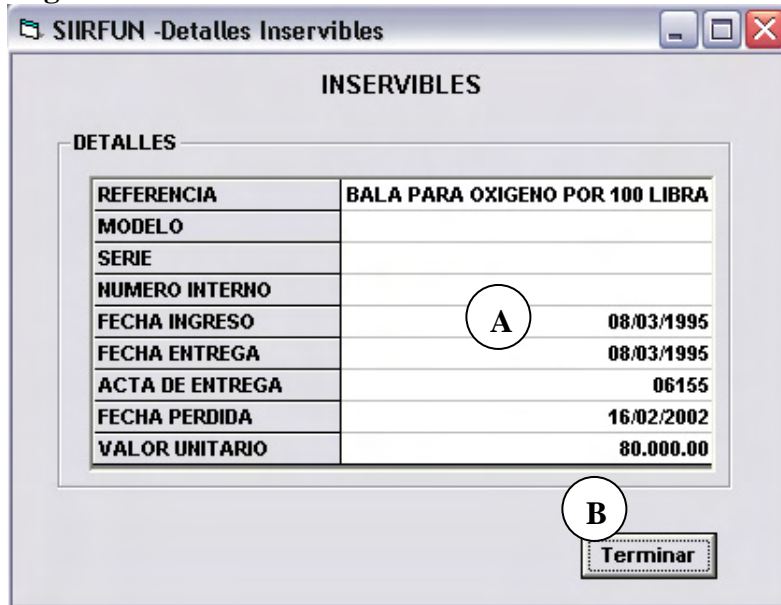 SIIRFUN -Detalles Inservibles
INSERVIBLES
DETALLES
REFERENCIA BALA PARA OXIGENO POR 100 LIBRA
MODELO
SERIE
NUMERO INTERNO
FECHA INGRESO A 08/03/1995
FECHA ENTREGA 08/03/1995
ACTA DE ENTREGA 06155
FECHA PERDIDA 16/02/2002
VALOR UNITARIO 80.000.00
B
Terminar